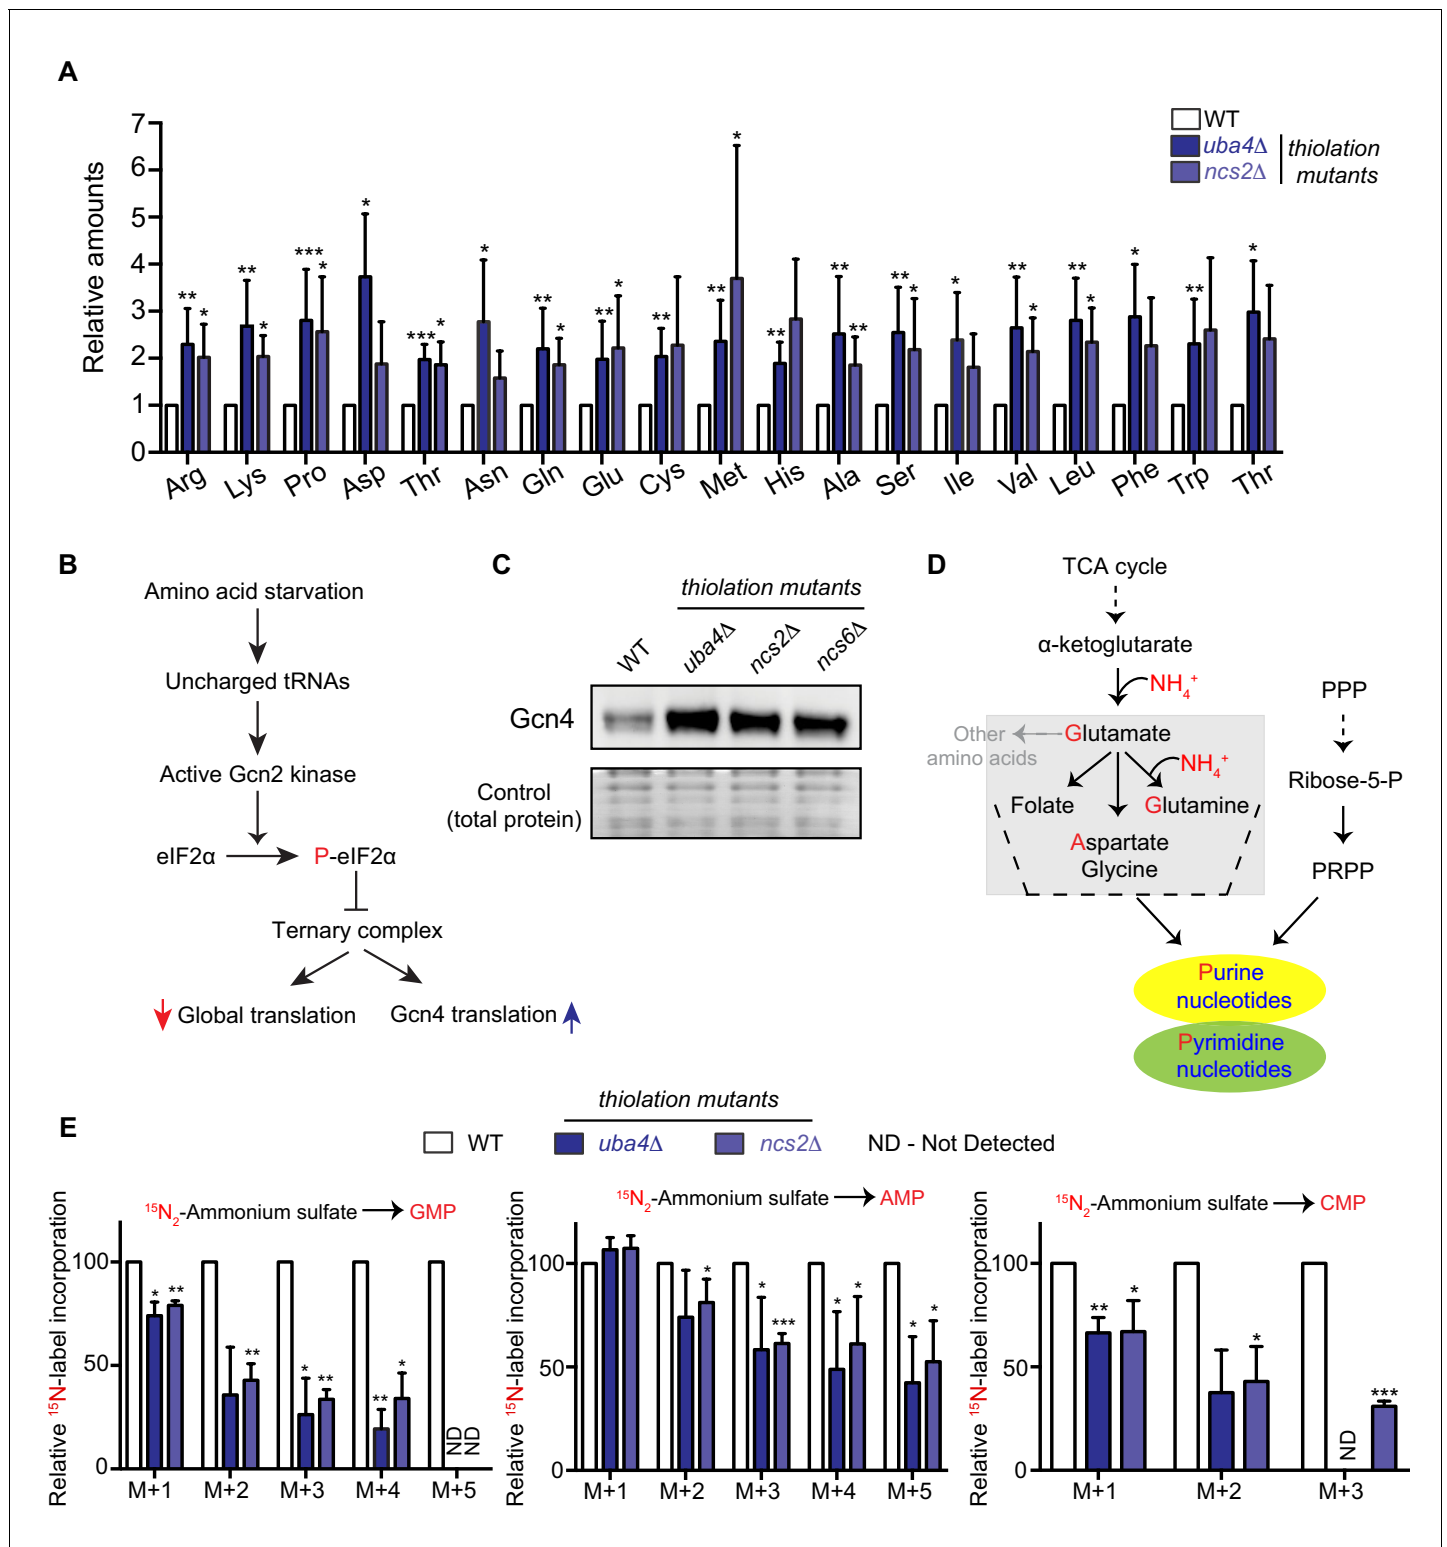 A
Relative amounts
7
6
5
4
3
2
1
0
WT
uba4Δ
ncs2Δ
thiolation
mutants
** * ** * *** * * *** * * ** * ** * ** ** * ** ** ** ** * * ** * ** * * ** *
Arg Lys Pro Asp Thr Asn Gln Glu Cys Met His Ala Ser Ile Val Leu Phe Trp Thr
B
Amino acid starvation
Uncharged tRNAs
Active Gcn2 kinase
eIF2α P-eIF2α
Ternary complex
Global translation Gcn4 translation
C
thiolation mutants
WT uba4Δ ncs2Δ ncs6Δ
Gcn4
Control
(total protein)
D
TCA cycle
α-ketoglutarate
NH4+
PPP
Other
amino acids
Glutamate
NH4+
Ribose-5-P
Folate Glutamine
Aspartate
Glycine
PRPP
Purine
nucleotides
Pyrimidine
nucleotides
E
thiolation mutants
WT uba4Δ ncs2Δ ND - Not Detected
Relative 15N-label incorporation
15N2-Ammonium sulfate GMP
100
50
0
* ** ** * ** ** * ND ND
M+1 M+2 M+3 M+4 M+5
Relative 15N-label incorporation
15N2-Ammonium sulfate AMP
100
50
0
* * *** * * * *
M+1 M+2 M+3 M+4 M+5
Relative 15N-label incorporation
15N2-Ammonium sulfate CMP
100
50
0
** * * ND ***
M+1 M+2 M+3